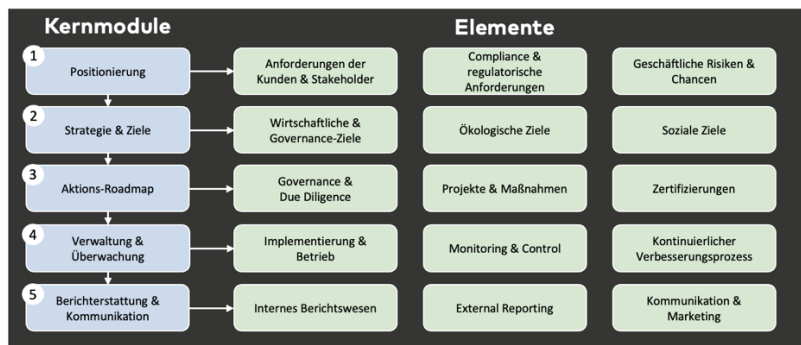 Kernmodule
Elemente
1
Positionierung
Anforderungen der
Kunden & Stakeholder
Compliance &
regulatorische
Anforderungen
Geschäftliche Risiken &
Chancen
2
Strategie & Ziele
Wirtschaftliche &
Governance-Ziele
Ökologische Ziele
Soziale Ziele
3
Aktions-Roadmap
Governance &
Due Diligence
Projekte & Maßnahmen
Zertifizierungen
4
Verwaltung &
Überwachung
Implementierung &
Betrieb
Monitoring & Control
Kontinuierlicher
Verbesserungsprozess
5
Berichterstattung &
Kommunikation
Internes Berichtswesen
External Reporting
Kommunikation &
Marketing